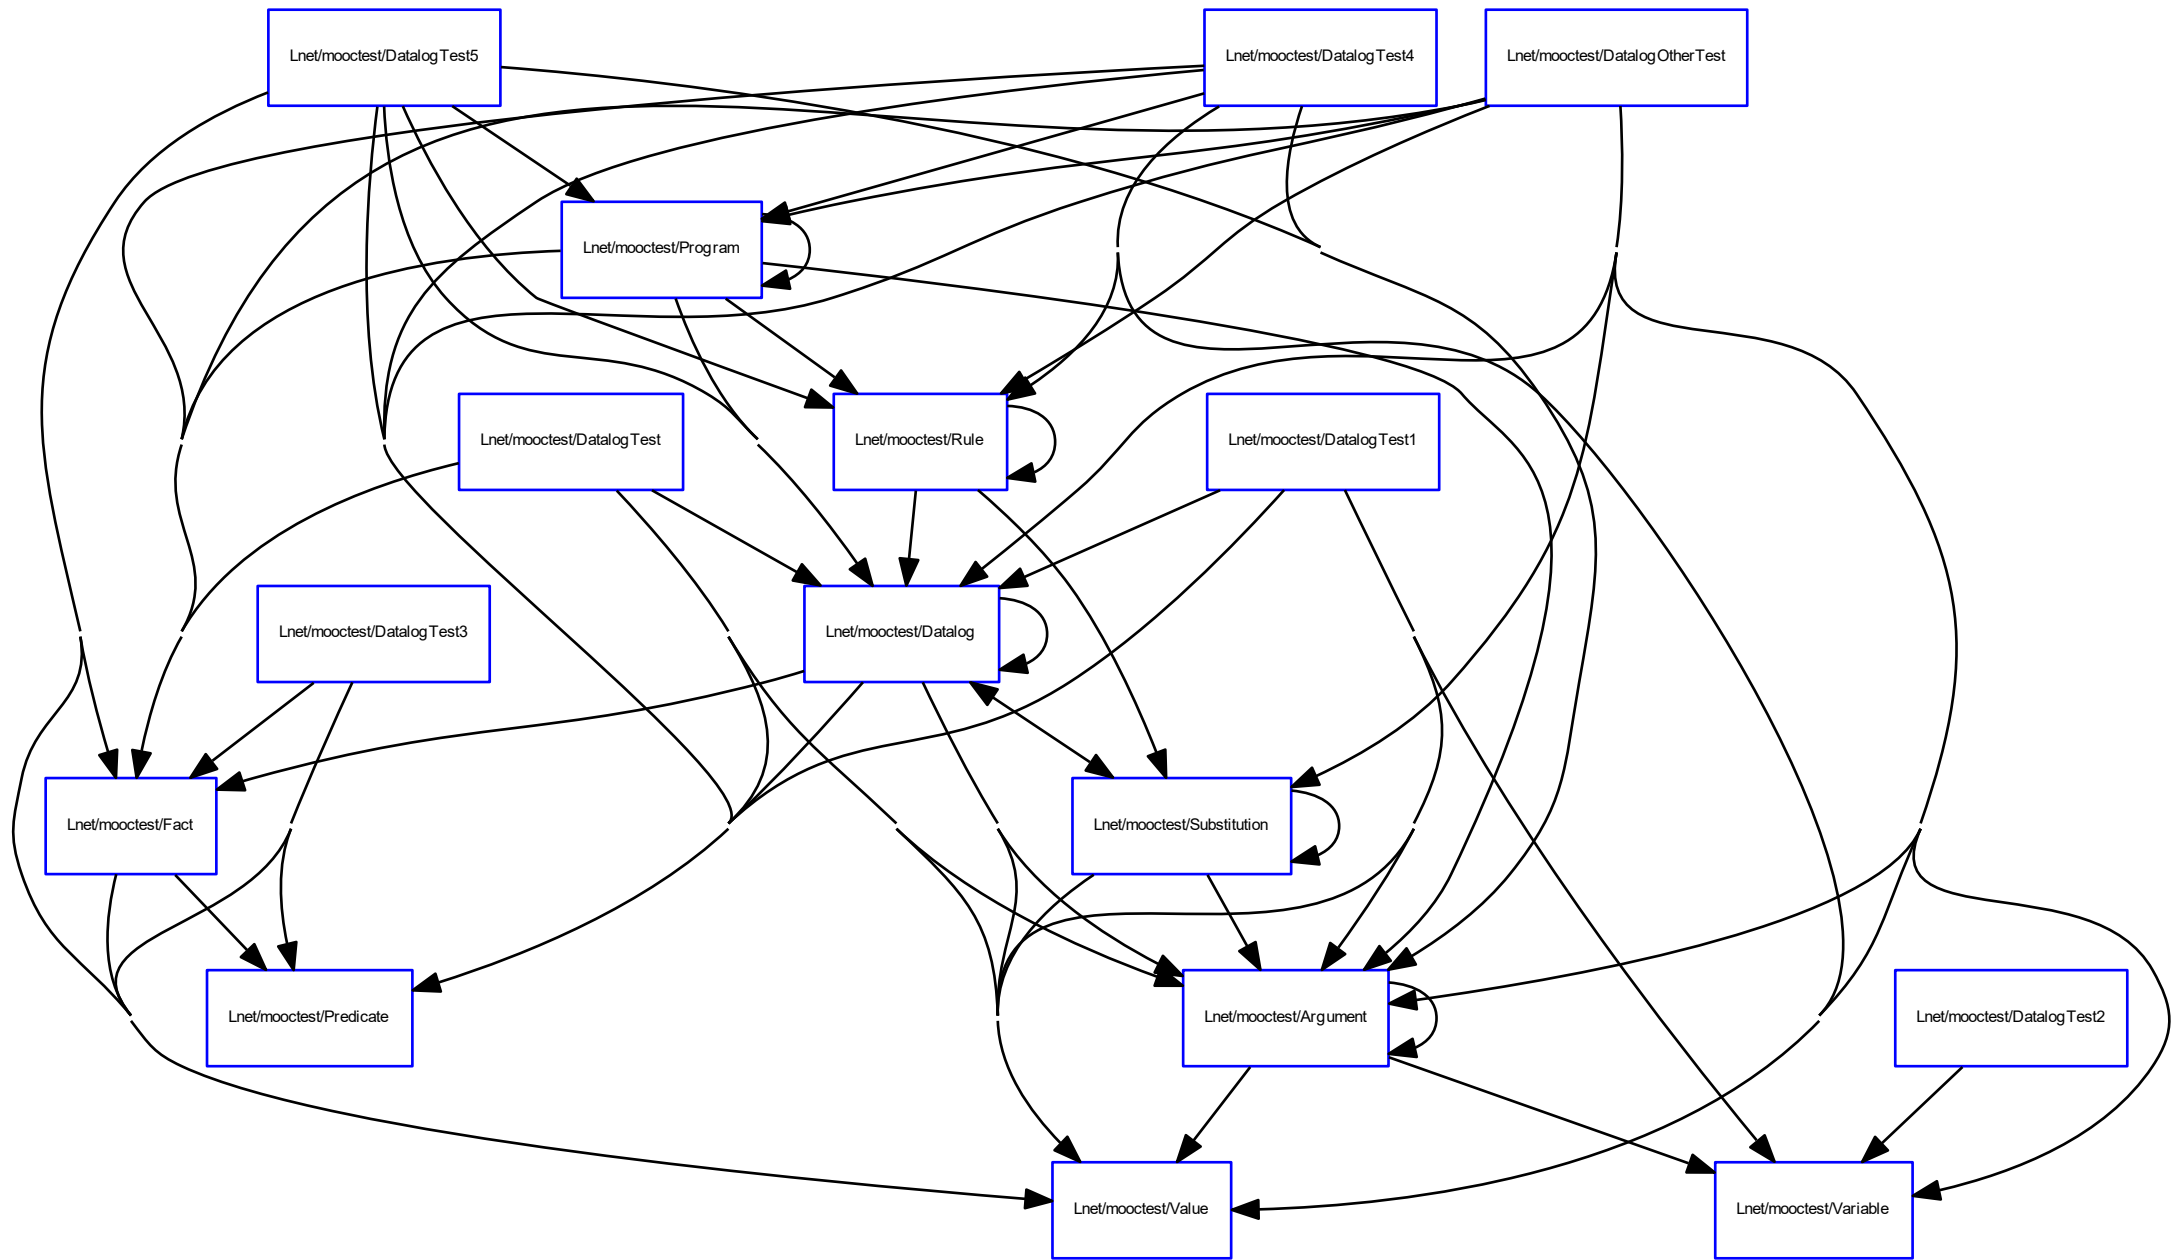 Lnet/mooctest/DatalogTest5
Lnet/mooctest/DatalogTest4
Lnet/mooctest/DatalogOtherTest
Lnet/mooctest/Program
Lnet/mooctest/DatalogTest
Lnet/mooctest/Rule
Lnet/mooctest/DatalogTest1
Lnet/mooctest/DatalogTest3
Lnet/mooctest/Datalog
Lnet/mooctest/Fact
Lnet/mooctest/Substitution
Lnet/mooctest/Predicate
Lnet/mooctest/Argument
Lnet/mooctest/DatalogTest2
Lnet/mooctest/Value
Lnet/mooctest/Variable